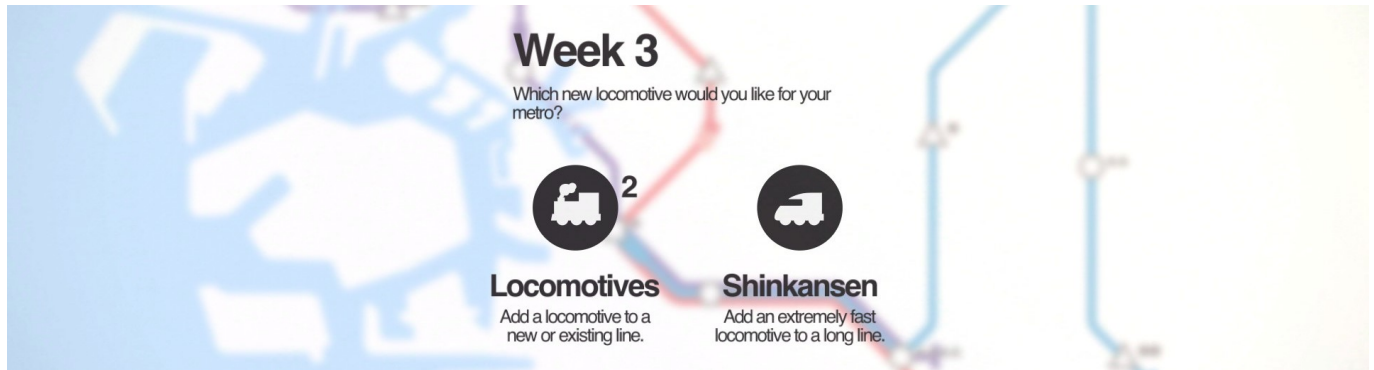 Week 3
Which new locomotive would you like for your
metro?
2
Locomotives
Shinkansen
Add a locomotive to a
new or existing line.
Add an extremely fast
locomotive to a long line.